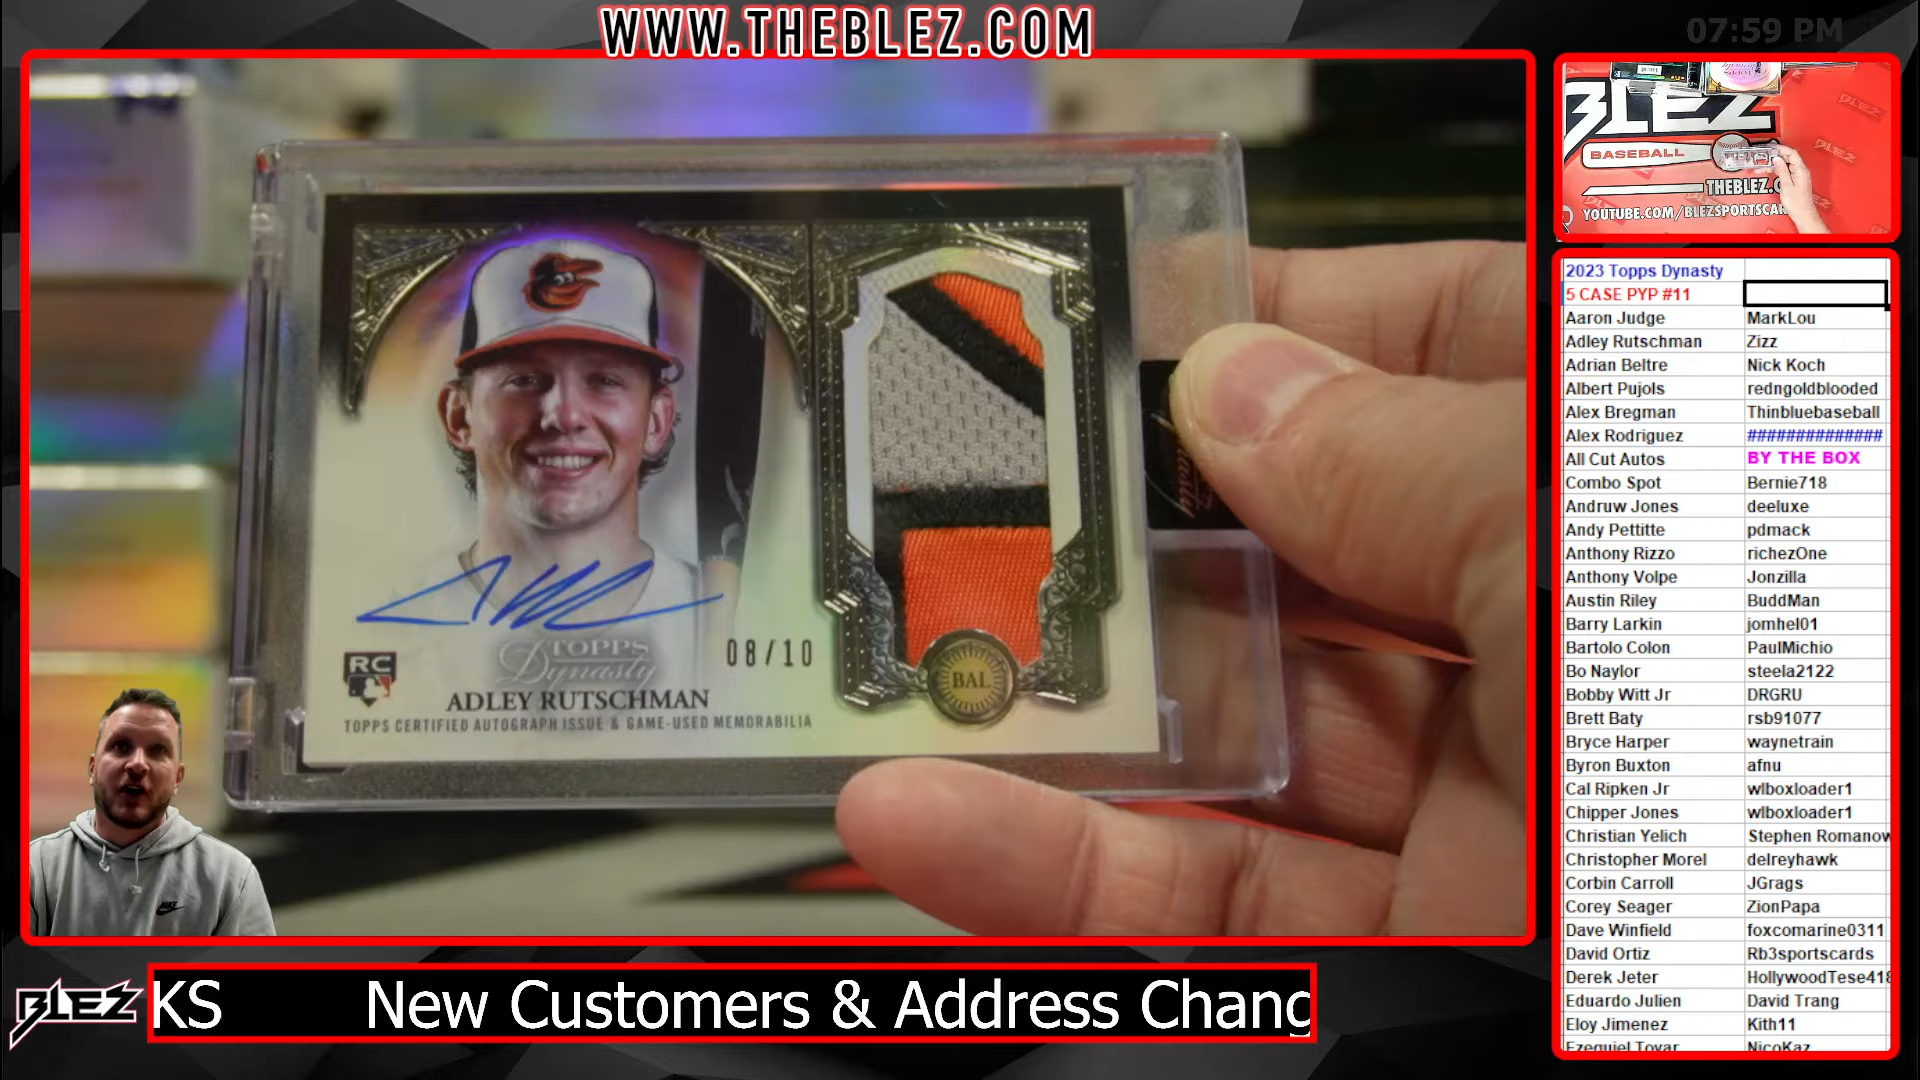 WWW.THEBLEZ.COM
07:59 PM
TOPPS
Dynasty
RC
08/10
BAL
ADLEY RUTSCHMAN
TOPPS CERTIFIED AUTOGRAPH ISSUE & GAME-USED MEMORABILIA
BLEZ
BASEBALL
THEBLEZ.C
YOUTUBE.COM/BLEZSPORTSCAR
BLEZ
BLEZ
2023 Topps Dynasty
5 CASE PYP #11
Aaron Judge MarkLou
Adley Rutschman Zizz
Adrian Beltre Nick Koch
Albert Pujols redngoldblooded
Alex Bregman Thinbluebaseball
Alex Rodriguez ##############
All Cut Autos BY THE BOX
Combo Spot Bernie718
Andruw Jones deeluxe
Andy Pettitte pdmack
Anthony Rizzo richezOne
Anthony Volpe Jonzilla
Austin Riley BuddMan
Barry Larkin jomhel01
Bartolo Colon PaulMichio
Bo Naylor steela2122
Bobby Witt Jr DRGRU
Brett Baty rsb91077
Bryce Harper waynetrain
Byron Buxton afnu
Cal Ripken Jr wlboxloader1
Chipper Jones wlboxloader1
Christian Yelich Stephen Romanow
Christopher Morel delreyhawk
Corbin Carroll JGrags
Corey Seager ZionPapa
Dave Winfield foxcomarine0311
David Ortiz Rb3sportscards
Derek Jeter HollywoodTese418
Eduardo Julien David Trang
Eloy Jimenez Kith11
Ezequiel Tovar NicoKaz
BLEZ
KS New Customers & Address Chang